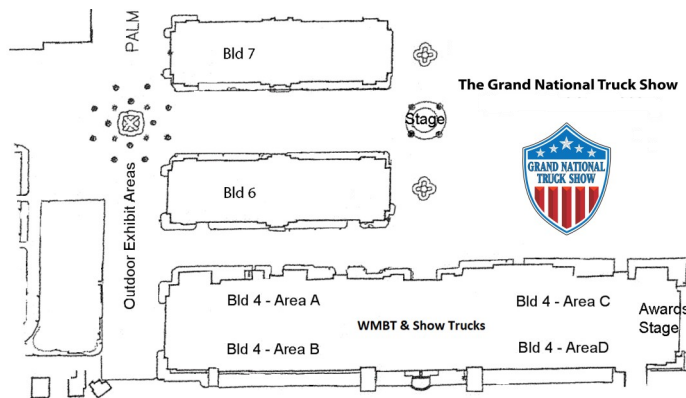 PALM
Bld 7
The Grand National Truck Show
Stage
GRAND NATIONAL
TRUCK SHOW
Bld 6
Outdoor Exhibit Areas
Bld 4 - Area A
Bld 4 - Area C
Awards
Stage
WMBT & Show Trucks
Bld 4 - Area B
Bld 4 - AreaD